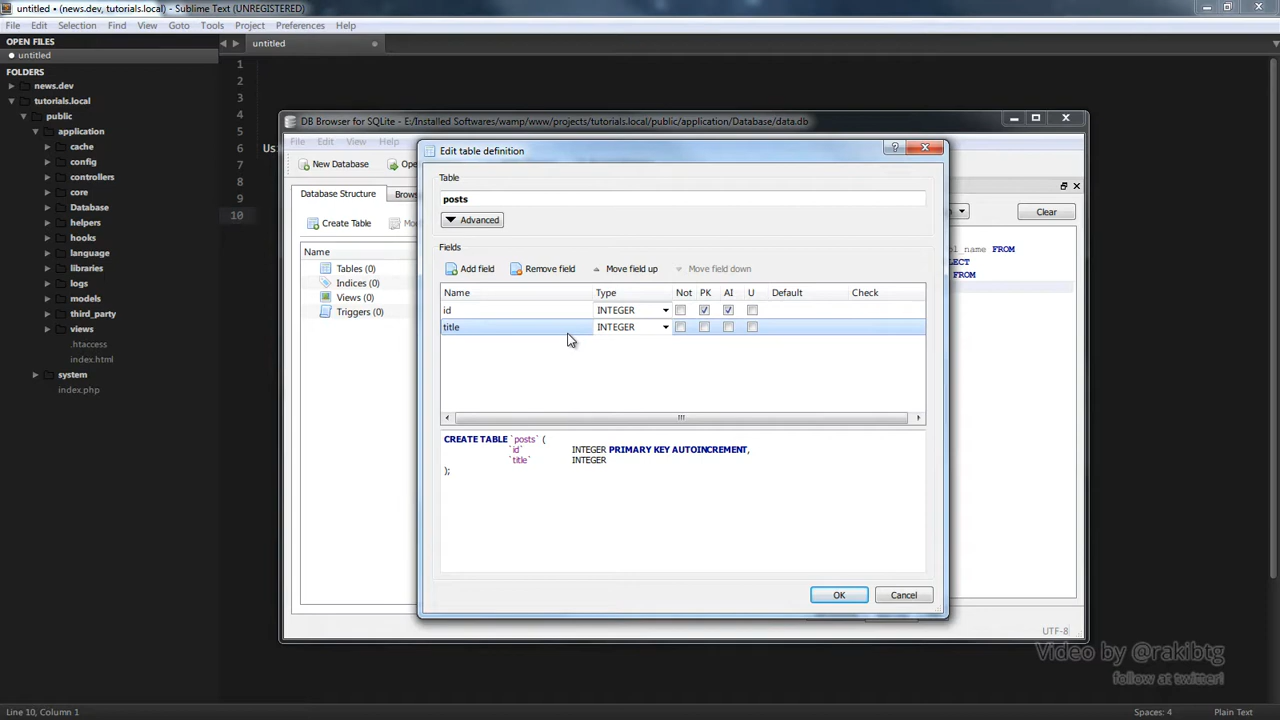 untitled • (news.dev, tutorials.local) - Sublime Text (UNREGISTERED)
File Edit Selection Find View Goto Tools Project Preferences Help
OPEN FILES
untitled
untitled
FOLDERS
news.dev
tutorials.local
public
application
cache
config
controllers
core
Database
helpers
hooks
language
libraries
logs
models
third_party
views
.htaccess
index.html
system
index.php
1
2
3
4
5
6
7
8
9
10
DB Browser for SQLite - E:/Installed Softwares/wamp/www/projects/tutorials.local/public/application/Database/data.db
File Edit View Help
New Database
Database Structure
Create Table
Clear
Name
Tables (0)
Indices (0)
Views (0)
Triggers (0)
name FROM
FROM
UTF-8
Edit table definition
Table
posts
Advanced
Fields
Add field Remove field Move field up Move field down
Name Type Not PK AI U Default Check
id INTEGER
title INTEGER
CREATE TABLE `posts` (
`id` INTEGER PRIMARY KEY AUTOINCREMENT,
`title` INTEGER
);
OK Cancel
Video by @rakibtg
follow at twitter!
Line 10, Column 1 Spaces: 4 Plain Text